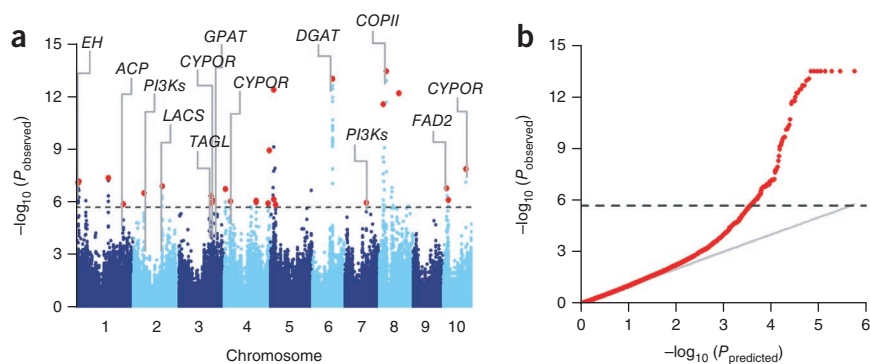 a
EH
ACP
PI3Ks
LACS
CYPOR
TAGL
GPAT
CYPOR
DGAT
COPII
PI3Ks
FAD2
CYPOR
15
12
9
6
3
0
–log10 (Pobserved)
1 2 3 4 5 6 7 8 9 10
Chromosome
b
15
12
9
6
3
0
–log10 (Pobserved)
0 1 2 3 4 5 6
–log10 (Ppredicted)